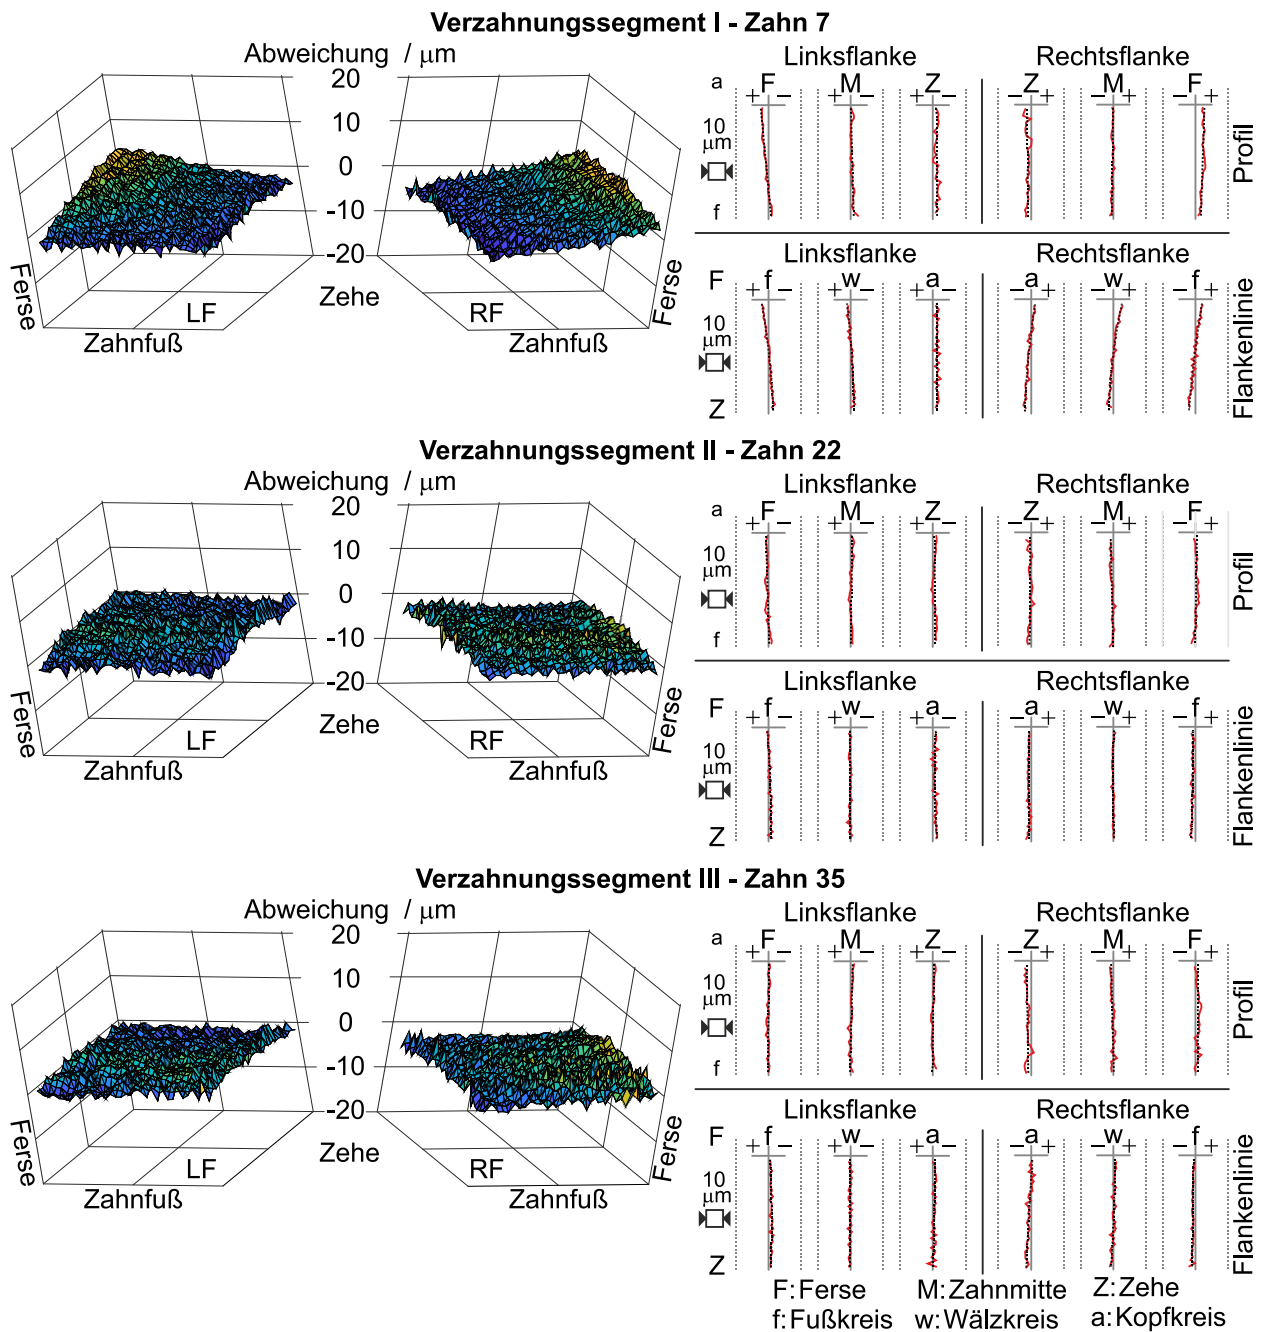 Verzahnungssegment I - Zahn 7
Abweichung / µm
20
10
0
-10
-20
Ferse
LF
Zahnfuß
Zehe
RF
Zahnfuß
Ferse
Linksflanke Rechtsflanke
a + F − + M − + Z − − Z + − M + − F +
10
µm
f
Profil
Linksflanke Rechtsflanke
F + f − + w − + a − − a + − w + − f +
10
µm
Z
Flankenlinie
Verzahnungssegment II - Zahn 22
Abweichung / µm
20
10
0
-10
-20
Ferse
LF
Zahnfuß
Zehe
RF
Zahnfuß
Ferse
Linksflanke Rechtsflanke
a + F − + M − + Z − − Z + − M + − F +
10
µm
f
Profil
Linksflanke Rechtsflanke
F + f − + w − + a − − a + − w + − f +
10
µm
Z
Flankenlinie
Verzahnungssegment III - Zahn 35
Abweichung / µm
20
10
0
-10
-20
Ferse
LF
Zahnfuß
Zehe
RF
Zahnfuß
Ferse
Linksflanke Rechtsflanke
a + F − + M − + Z − − Z + − M + − F +
10
µm
f
Profil
Linksflanke Rechtsflanke
F + f − + w − + a − − a + − w + − f +
10
µm
Z
Flankenlinie
F: Ferse M: Zahnmitte Z: Zehe
f: Fußkreis w: Wälzkreis a: Kopfkreis